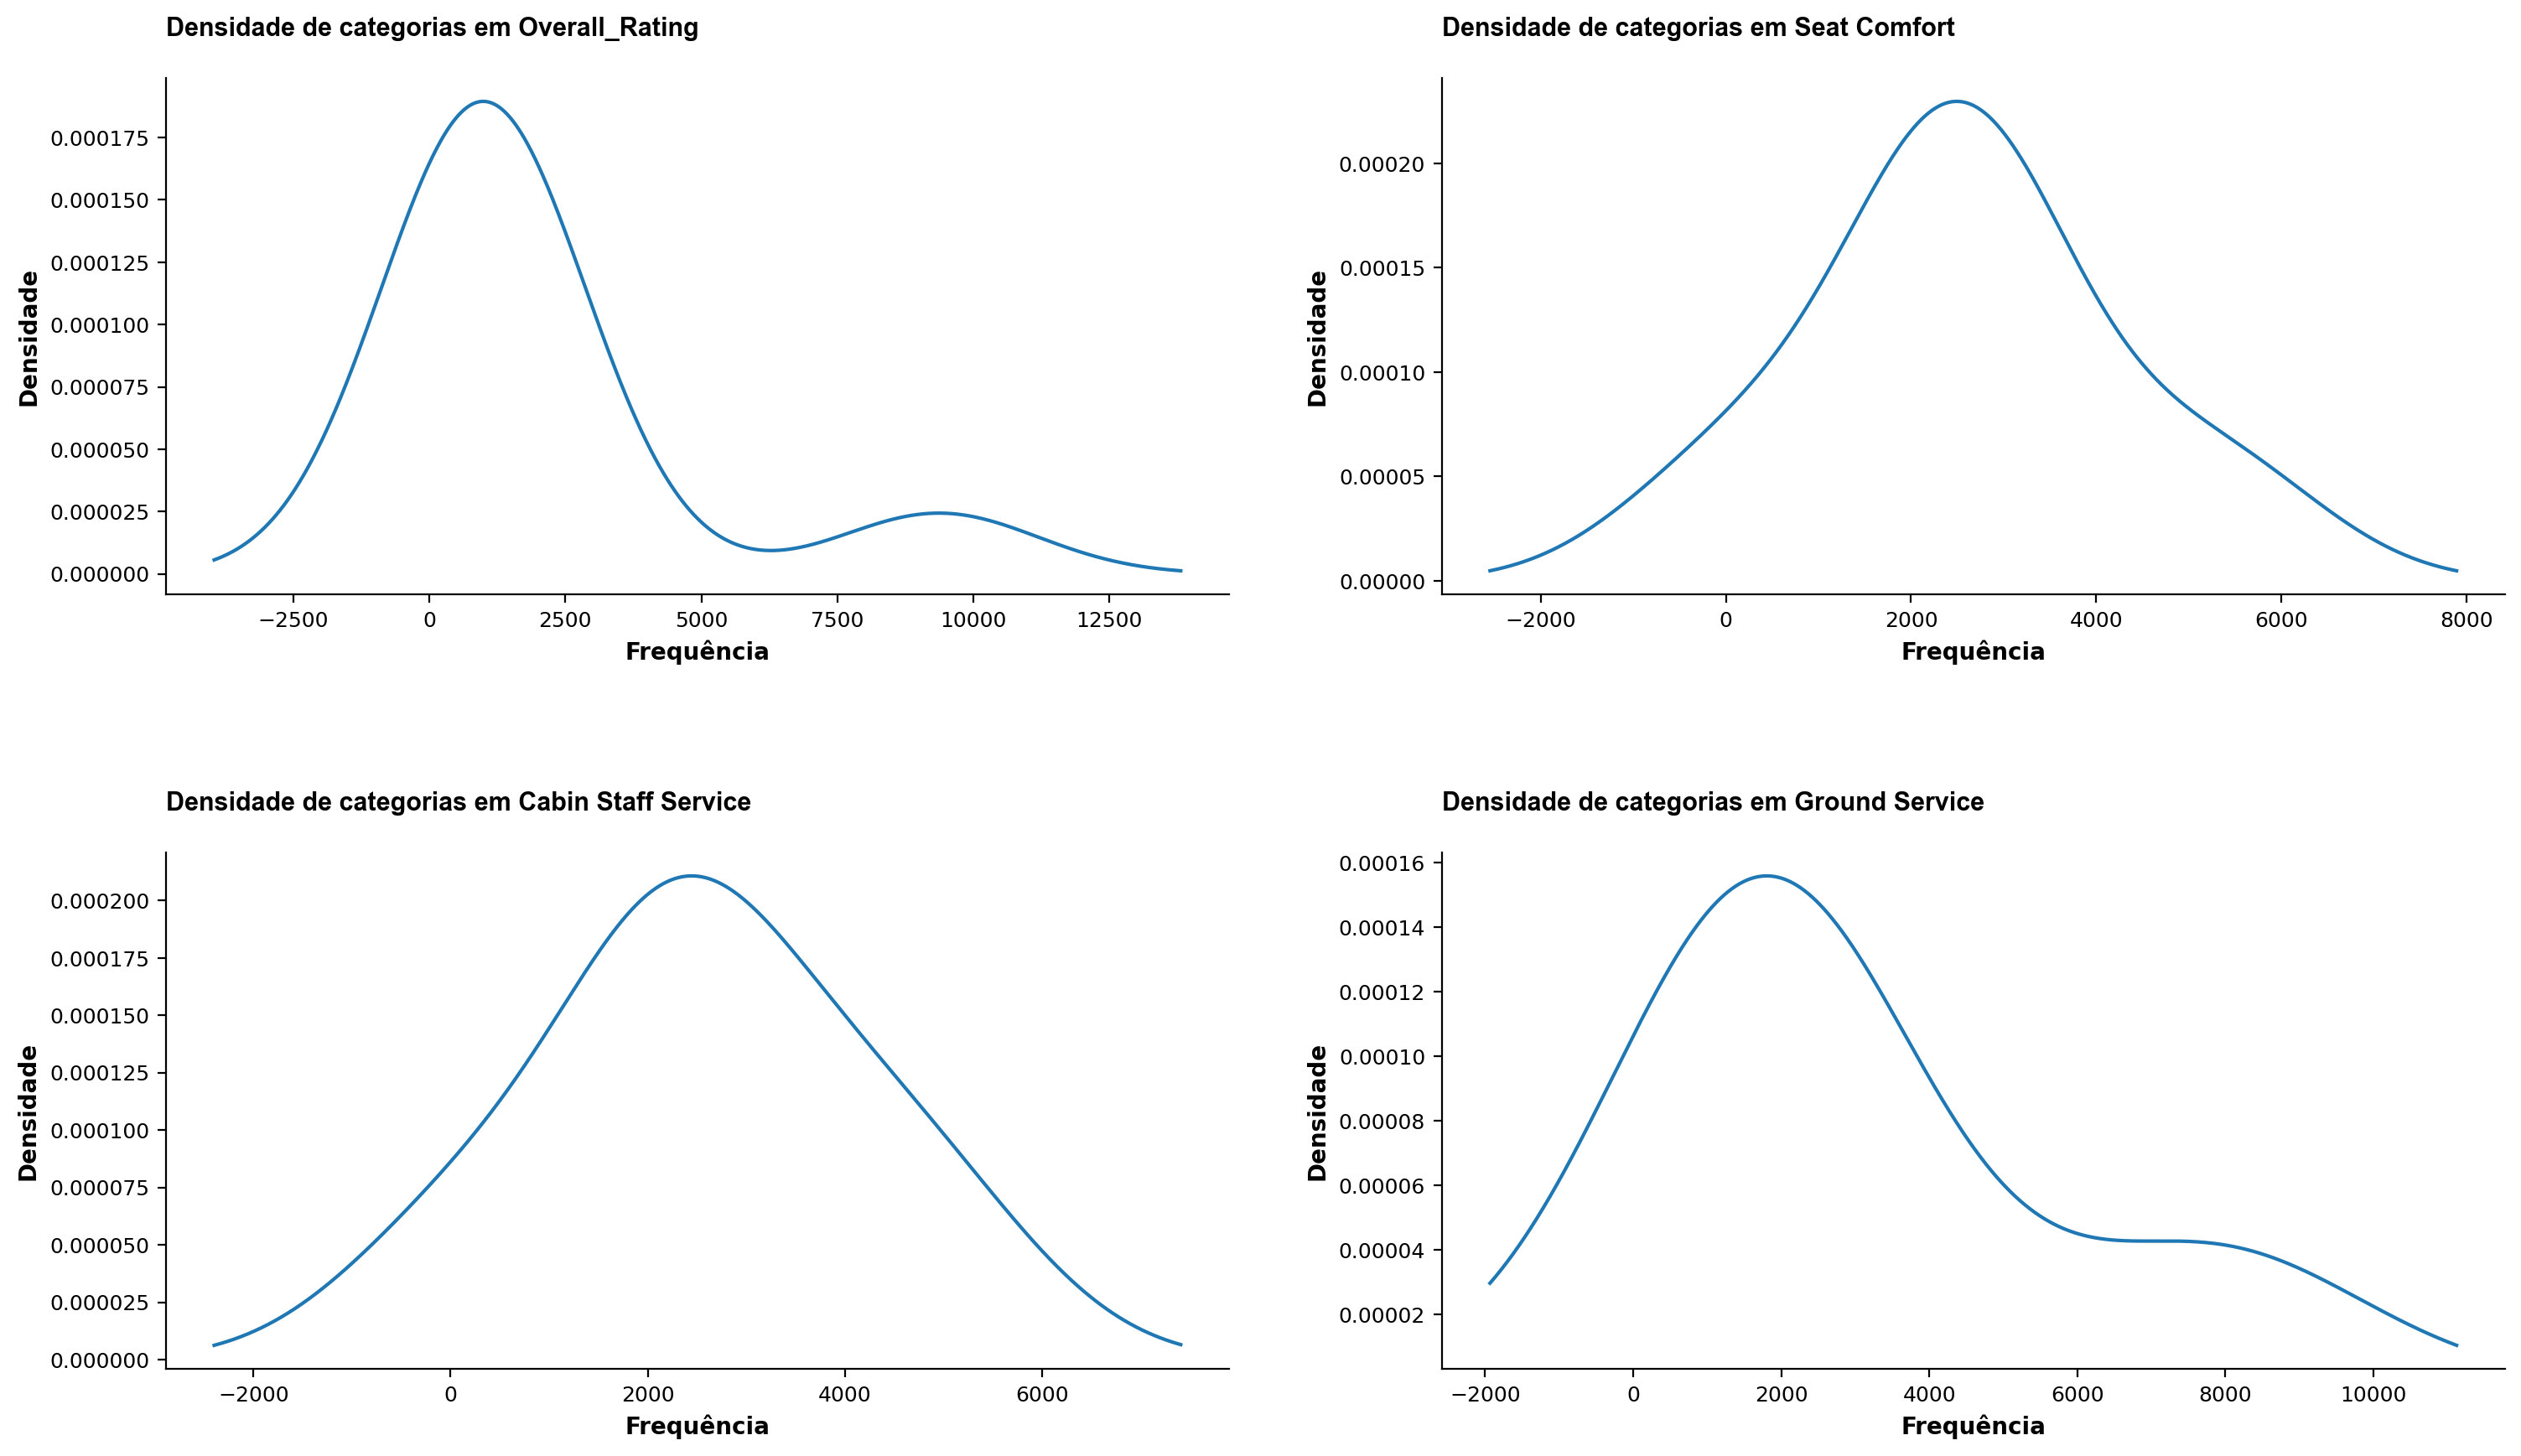 Densidade de categorias em Overall_Rating
Densidade
0.000175
0.000150
0.000125
0.000100
0.000075
0.000050
0.000025
0.000000
−2500 0 2500 5000 7500 10000 12500
Frequência
Densidade de categorias em Seat Comfort
Densidade
0.00020
0.00015
0.00010
0.00005
0.00000
−2000 0 2000 4000 6000 8000
Frequência
Densidade de categorias em Cabin Staff Service
Densidade
0.000200
0.000175
0.000150
0.000125
0.000100
0.000075
0.000050
0.000025
0.000000
−2000 0 2000 4000 6000
Frequência
Densidade de categorias em Ground Service
Densidade
0.00016
0.00014
0.00012
0.00010
0.00008
0.00006
0.00004
0.00002
−2000 0 2000 4000 6000 8000 10000
Frequência